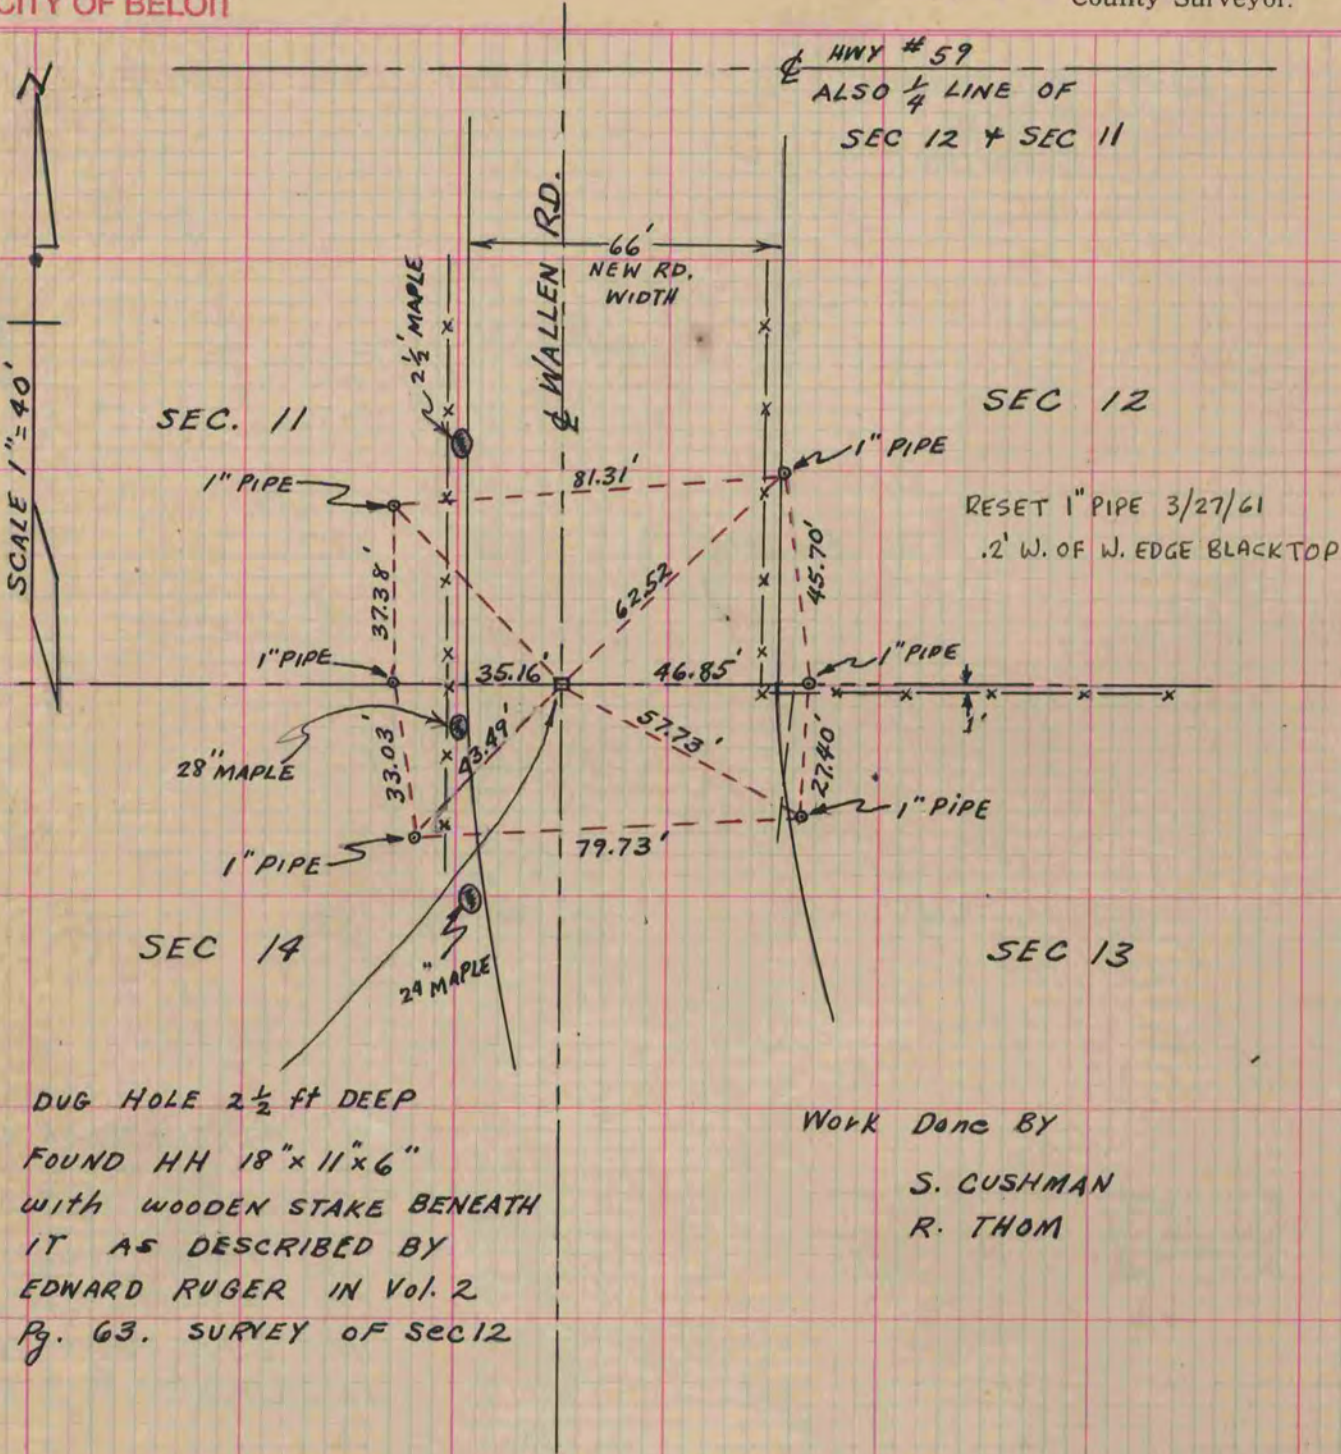 CITY OF BELOIT
County Surveyor.
N
℄ HWY #59
ALSO 1/4 LINE OF
SEC 12 & SEC 11
℄ WALLEN RD.
66'
NEW RD.
WIDTH
2 1/2' MAPLE
SCALE 1"=40'
SEC. 11
SEC 12
1" PIPE
81.31'
1" PIPE
RESET 1" PIPE 3/27/61
.2' W. OF W. EDGE BLACKTOP
37.38'
62.52
45.70'
1" PIPE
35.16'
46.85'
1" PIPE
1'
28" MAPLE
33.03'
43.49'
57.73'
27.40'
1" PIPE
1" PIPE
79.73'
SEC 14
24" MAPLE
SEC 13
DUG HOLE 2 1/2 ft DEEP
FOUND HH 18" x 11" x 6"
with WOODEN STAKE BENEATH
IT AS DESCRIBED BY
EDWARD RUGER IN Vol. 2
Pg. 63. SURVEY OF Sec 12
Work Done BY
S. CUSHMAN
R. THOM